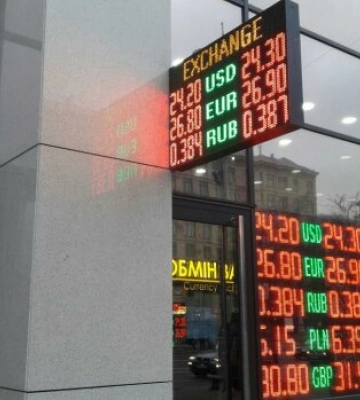 EXCHANGE
24.20 USD 24.30
26.80 EUR 26.90
0.384 RUB 0.387
ОБМІН ВА
Currency
24.20 USD 24.30
26.80 EUR 26.9
0.384 RUB 0.38
6.15 PLN 6.3
30.80 GBP 31.